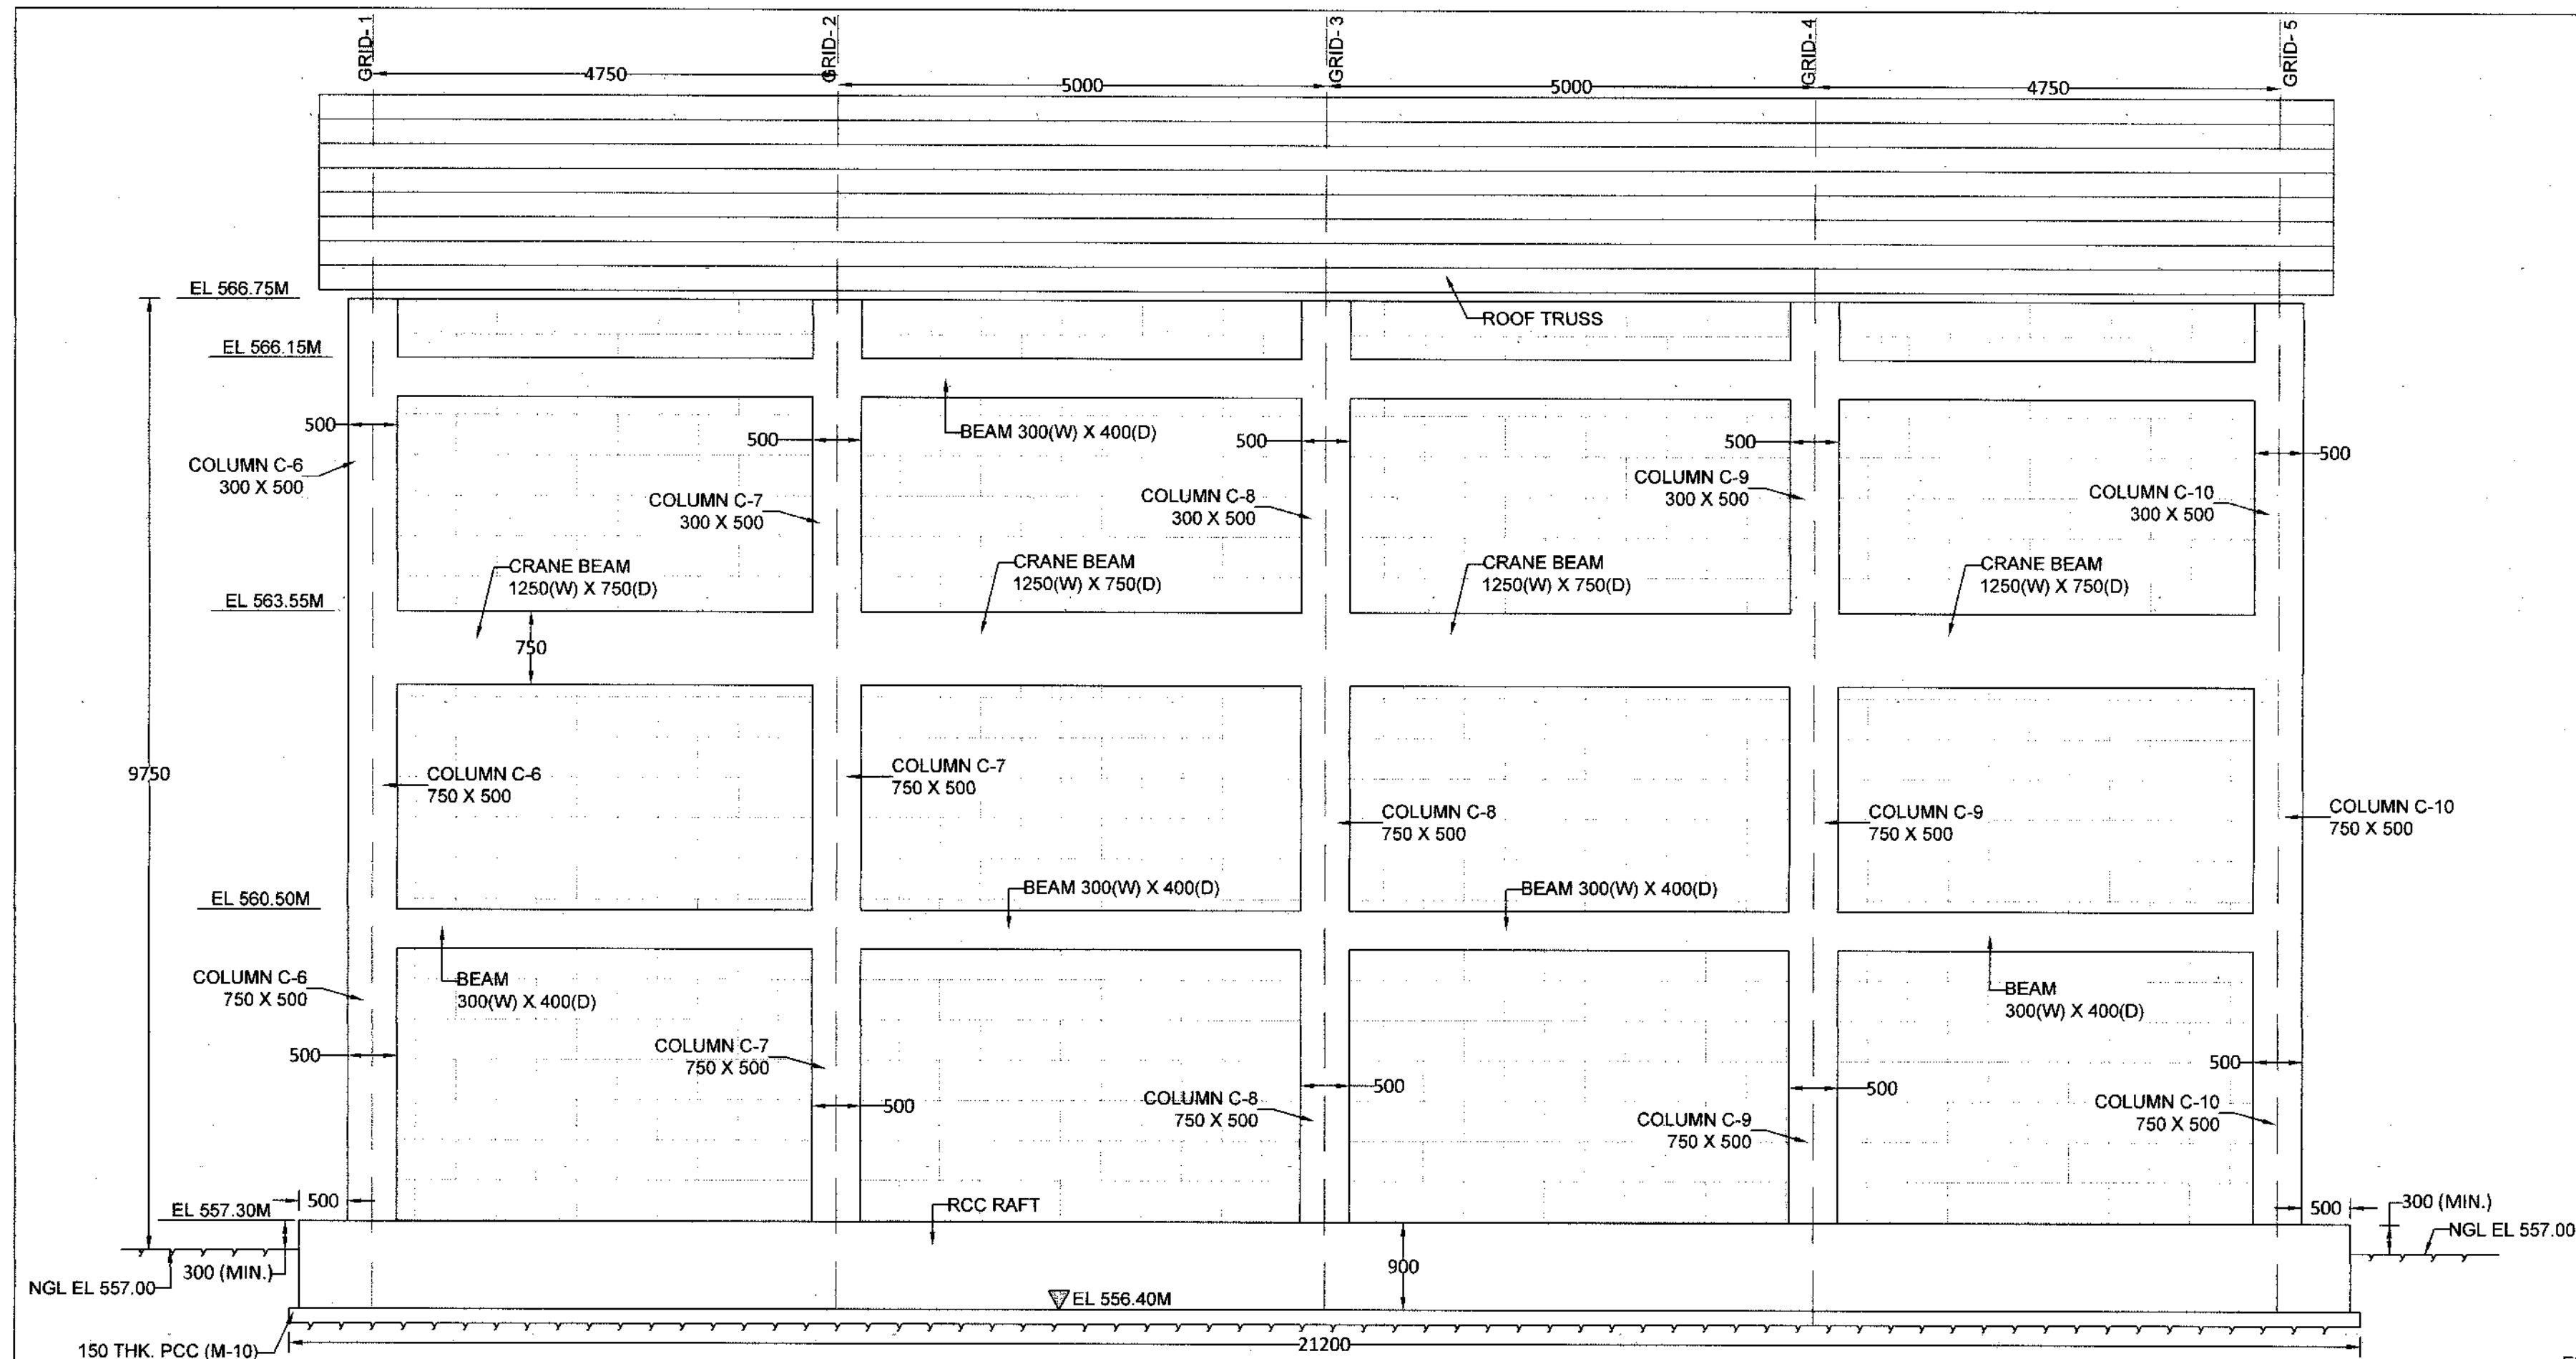 GRID-1
GRID-2
GRID-3
GRID-4
GRID-5
4750
5000
5000
4750
EL 566.75M
ROOF TRUSS
EL 566.15M
500
500
BEAM 300(W) X 400(D)
500
500
500
COLUMN C-6
300 X 500
COLUMN C-7
300 X 500
COLUMN C-8
300 X 500
COLUMN C-9
300 X 500
COLUMN C-10
300 X 500
CRANE BEAM
1250(W) X 750(D)
CRANE BEAM
1250(W) X 750(D)
CRANE BEAM
1250(W) X 750(D)
CRANE BEAM
1250(W) X 750(D)
EL 563.55M
750
9750
COLUMN C-6
750 X 500
COLUMN C-7
750 X 500
COLUMN C-8
750 X 500
COLUMN C-9
750 X 500
COLUMN C-10
750 X 500
EL 560.50M
BEAM 300(W) X 400(D)
BEAM 300(W) X 400(D)
COLUMN C-6
750 X 500
BEAM
300(W) X 400(D)
BEAM
300(W) X 400(D)
500
COLUMN C-7
750 X 500
500
COLUMN C-8
750 X 500
500
COLUMN C-9
750 X 500
500
COLUMN C-10
750 X 500
500
500
EL 557.30M
RCC RAFT
500
300 (MIN.)
NGL EL 557.00
300 (MIN.)
NGL EL 557.00
900
EL 556.40M
21200
150 THK. PCC (M-10)